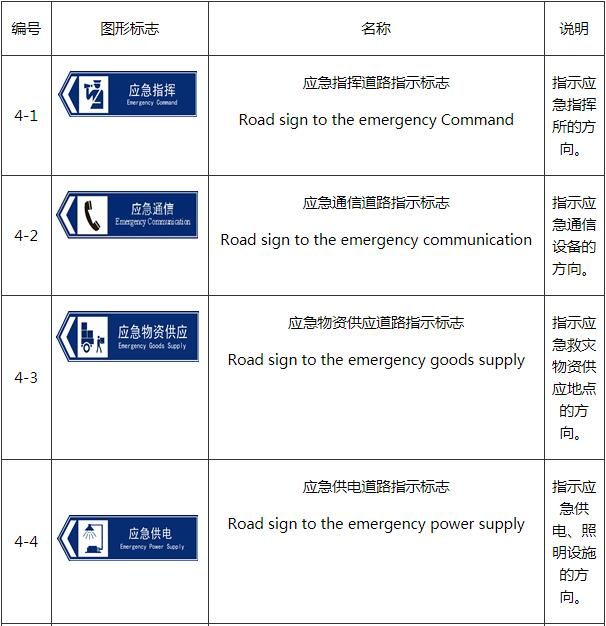 编号
图形标志
名称
说明
4-1
应急指挥
Emergency Command
应急指挥道路指示标志
Road sign to the emergency Command
指示应
急指挥
所的方
向。
4-2
应急通信
Emergency Communication
应急通信道路指示标志
Road sign to the emergency communication
指示应
急通信
设备的
方向。
4-3
应急物资供应
Emergency Goods Supply
应急物资供应道路指示标志
Road sign to the emergency goods supply
指示应
急救灾
物资供
应地点
的方
向。
4-4
应急供电
Emergency Power Supply
应急供电道路指示标志
Road sign to the emergency power supply
指示应
急供
电、照
明设施
的方
向。